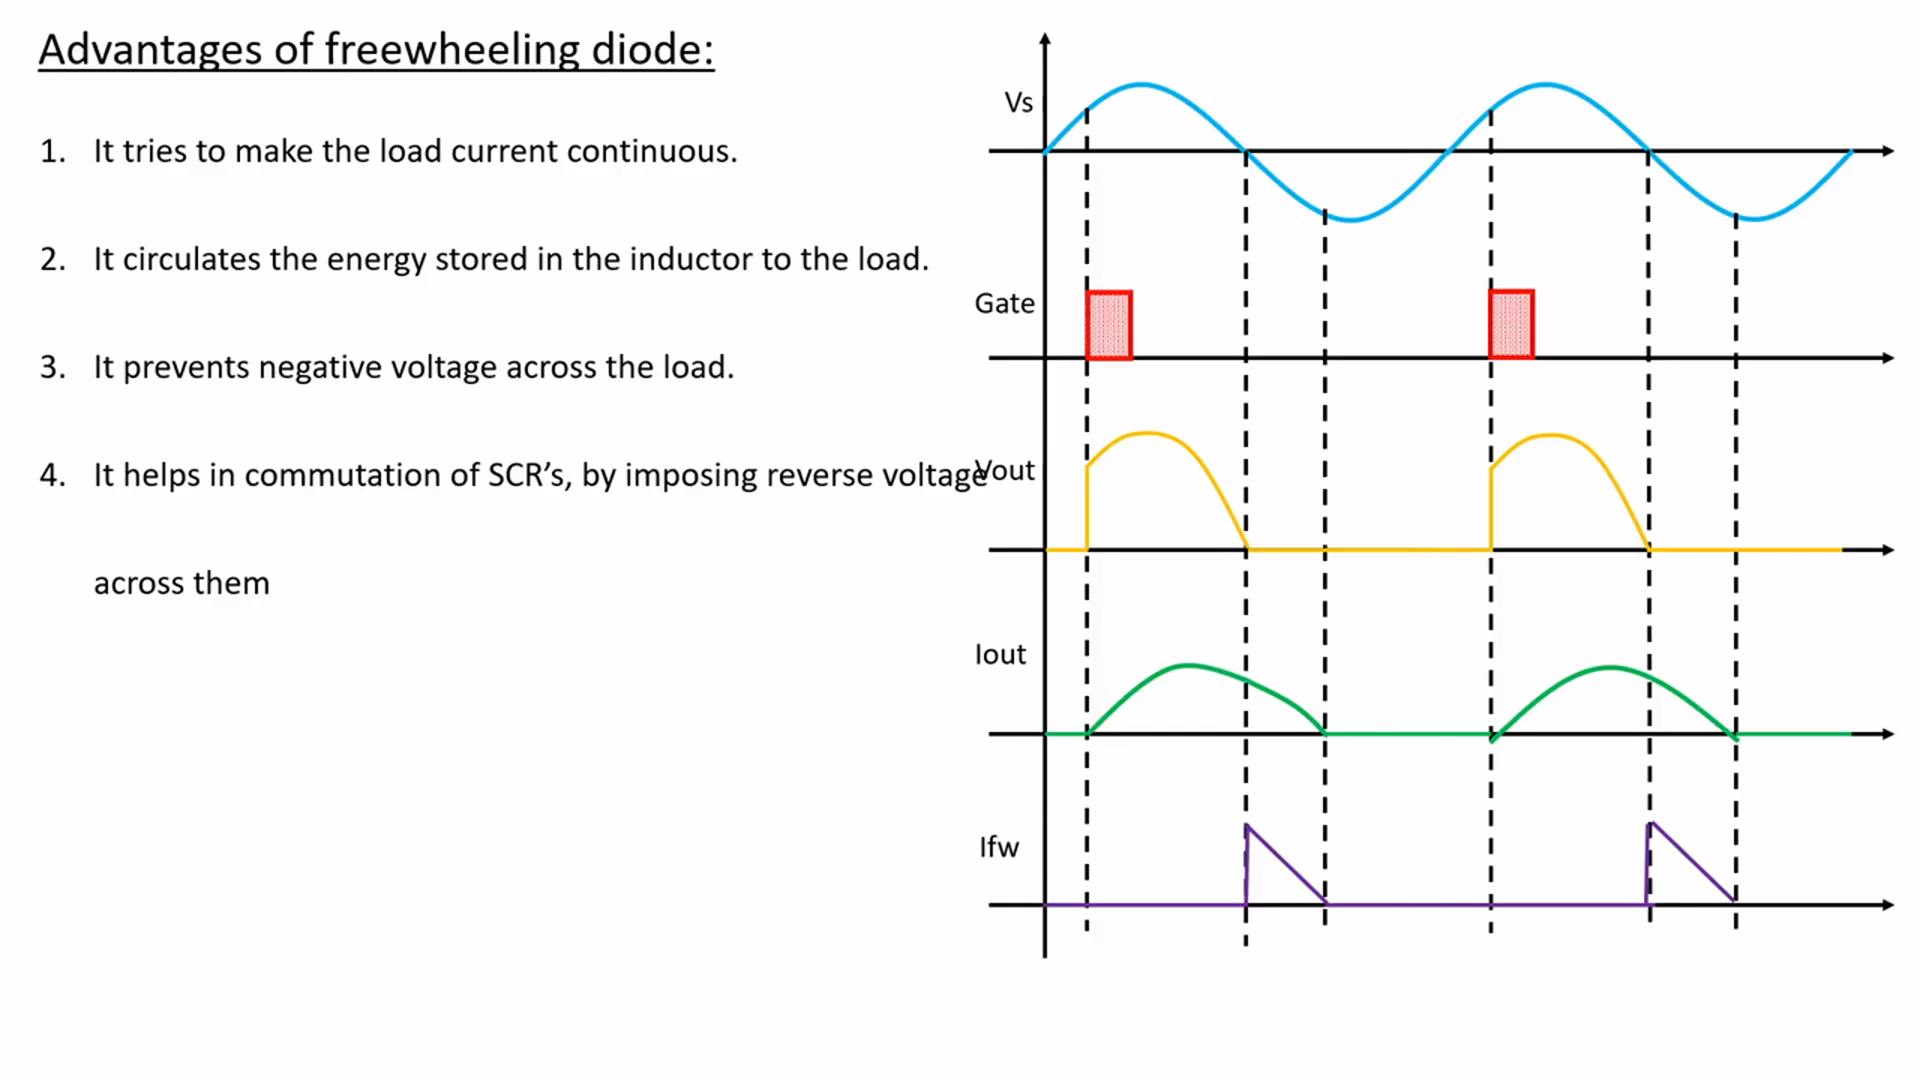 Advantages of freewheeling diode:
1. It tries to make the load current continuous.
2. It circulates the energy stored in the inductor to the load.
3. It prevents negative voltage across the load.
4. It helps in commutation of SCR’s, by imposing reverse voltage
across them
Vs
Gate
Vout
Iout
Ifw